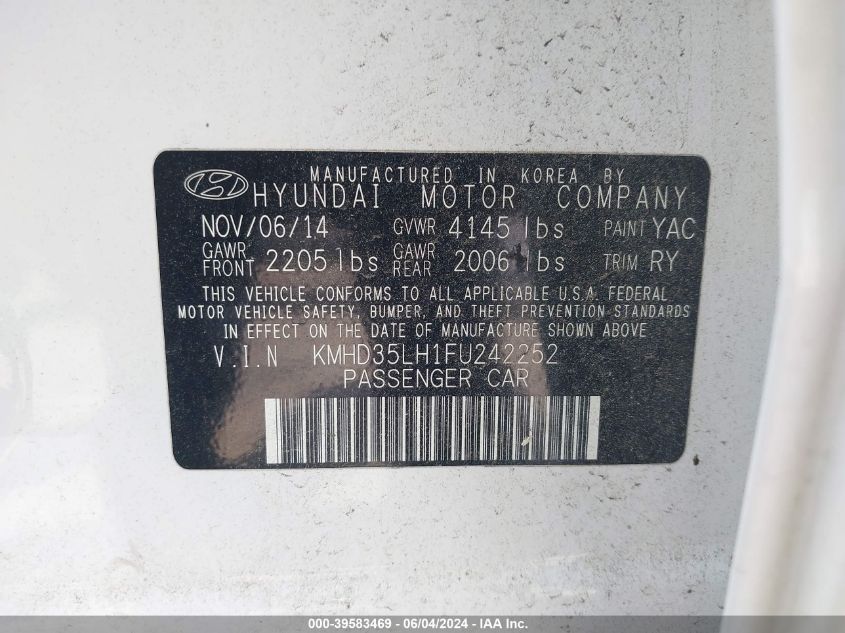 MANUFACTURED IN KOREA BY
HYUNDAI MOTOR COMPANY
NOV/06/14 GVWR 4145 lbs PAINT YAC
GAWR FRONT 2205 lbs GAWR REAR 2006 lbs TRIM RY
THIS VEHICLE CONFORMS TO ALL APPLICABLE U.S.A. FEDERAL
MOTOR VEHICLE SAFETY, BUMPER, AND THEFT PREVENTION STANDARDS
IN EFFECT ON THE DATE OF MANUFACTURE SHOWN ABOVE.
V.I.N KMHD35LH1FU242252
PASSENGER CAR
000-39583469 - 06/04/2024 - IAA Inc.